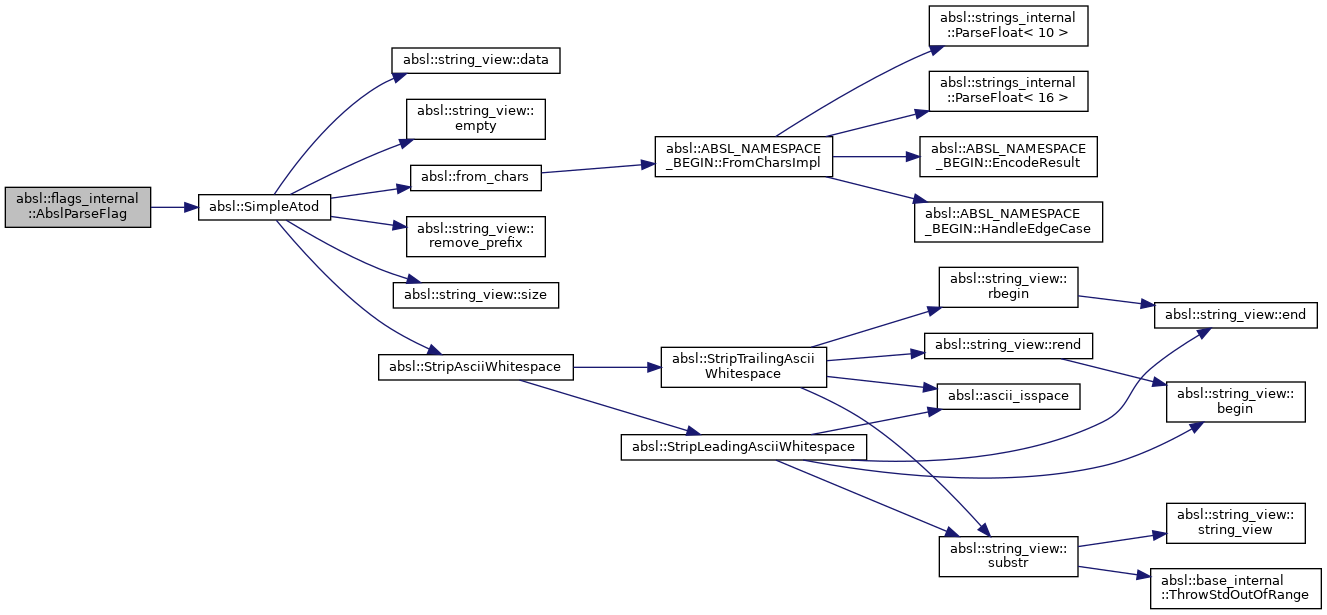 absl::flags_internal
::AbslParseFlag
absl::SimpleAtod
absl::string_view::data
absl::string_view::
empty
absl::from_chars
absl::string_view::
remove_prefix
absl::string_view::size
absl::StripAsciiWhitespace
absl::ABSL_NAMESPACE
_BEGIN::FromCharsImpl
absl::strings_internal
::ParseFloat< 10 >
absl::strings_internal
::ParseFloat< 16 >
absl::ABSL_NAMESPACE
_BEGIN::EncodeResult
absl::ABSL_NAMESPACE
_BEGIN::HandleEdgeCase
absl::StripTrailingAscii
Whitespace
absl::StripLeadingAsciiWhitespace
absl::string_view::
rbegin
absl::string_view::rend
absl::ascii_isspace
absl::string_view::
substr
absl::string_view::end
absl::string_view::
begin
absl::string_view::
string_view
absl::base_internal
::ThrowStdOutOfRange